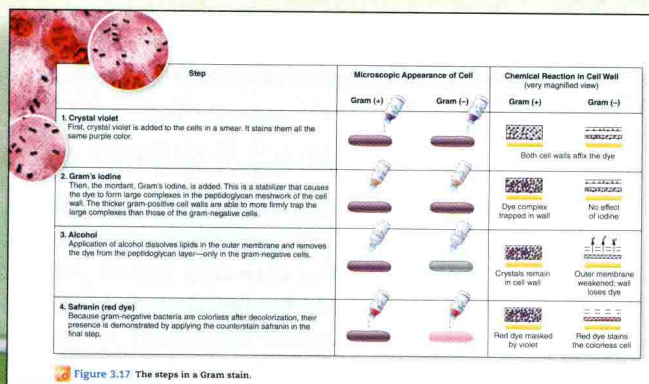 Step
Microscopic Appearance of Cell
Chemical Reaction in Cell Wall
(very magnified view)
Gram (+)
Gram (–)
Gram (+)
Gram (–)
1. Crystal violet
First, crystal violet is added to the cells in a smear. It stains them all the
same purple color.
Both cell walls affix the dye
2. Gram's iodine
Then, the mordant, Gram's iodine, is added. This is a stabilizer that causes
the dye to form large complexes in the peptidoglycan meshwork of the cell
wall. The thicker gram-positive cell walls are able to more firmly trap the
large complexes than those of the gram-negative cells.
Dye complex
trapped in wall
No effect
of iodine
3. Alcohol
Application of alcohol dissolves lipids in the outer membrane and removes
the dye from the peptidoglycan layer—only in the gram-negative cells.
Crystals remain
in cell wall
Outer membrane
weakened; wall
loses dye
4. Safranin (red dye)
Because gram-negative bacteria are colorless after decolorization, their
presence is demonstrated by applying the counterstain safranin in the
final step.
Red dye masked
by violet
Red dye stains
the colorless cell
Figure 3.17 The steps in a Gram stain.